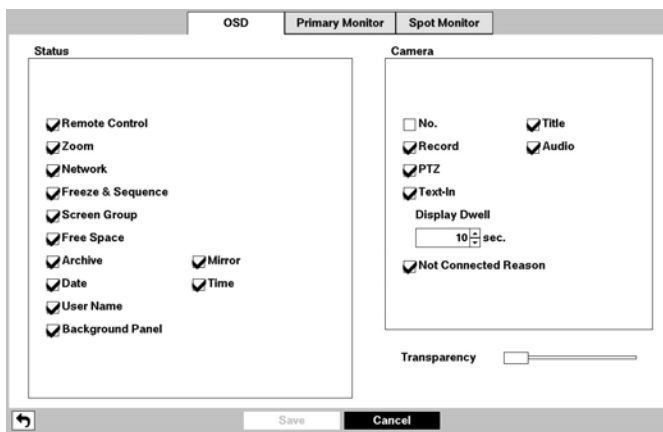 OSD Primary Monitor Spot Monitor
Status
Remote Control
Zoom
Network
Freeze & Sequence
Screen Group
Free Space
Archive Mirror
Date Time
User Name
Background Panel
Camera
No. Title
Record Audio
PTZ
Text-In
Display Dwell
10 sec.
Not Connected Reason
Transparency
Save Cancel